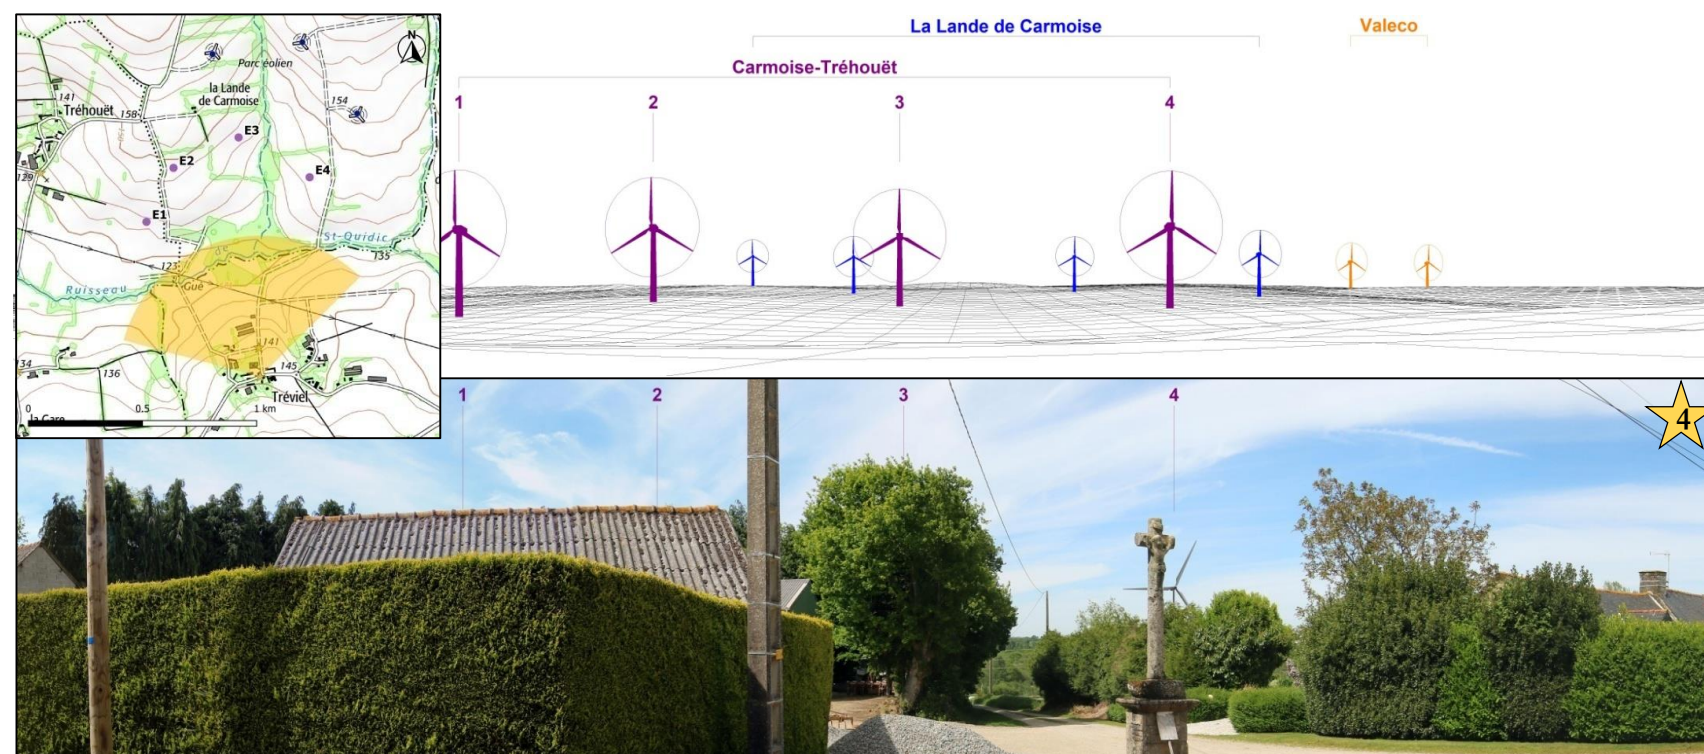 La Lande de Carmoise
Valeco
Carmoise-Tréhouët
1
2
3
4
N
Parc éolien
141
Tréhouët
158
la Lande
de Carmoise
154
E3
E2
E4
129
E1
St-Quidic
135
123
Gué
Ruisseau
141
134
136
145
Tréviel
0
0.5
1 km
la Gare
1
2
3
4
4